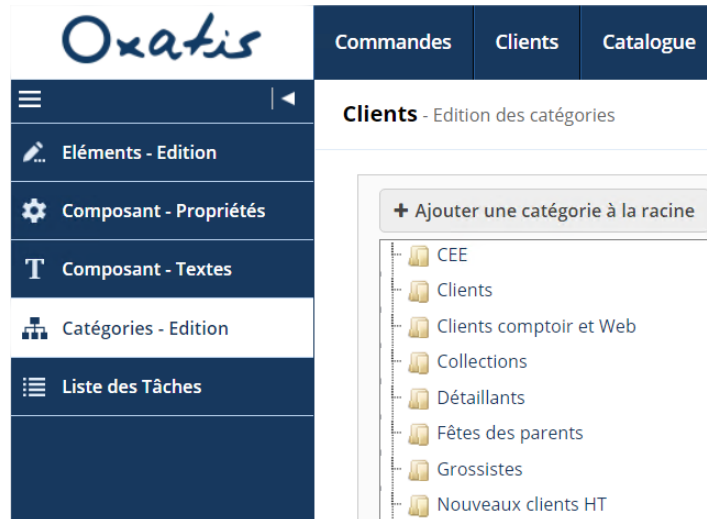 Oxatis
Commandes
Clients
Catalogue
Clients - Edition des catégories
Eléments - Edition
Composant - Propriétés
Composant - Textes
Catégories - Edition
Liste des Tâches
+ Ajouter une catégorie à la racine
CEE
Clients
Clients comptoir et Web
Collections
Détaillants
Fêtes des parents
Grossistes
Nouveaux clients HT